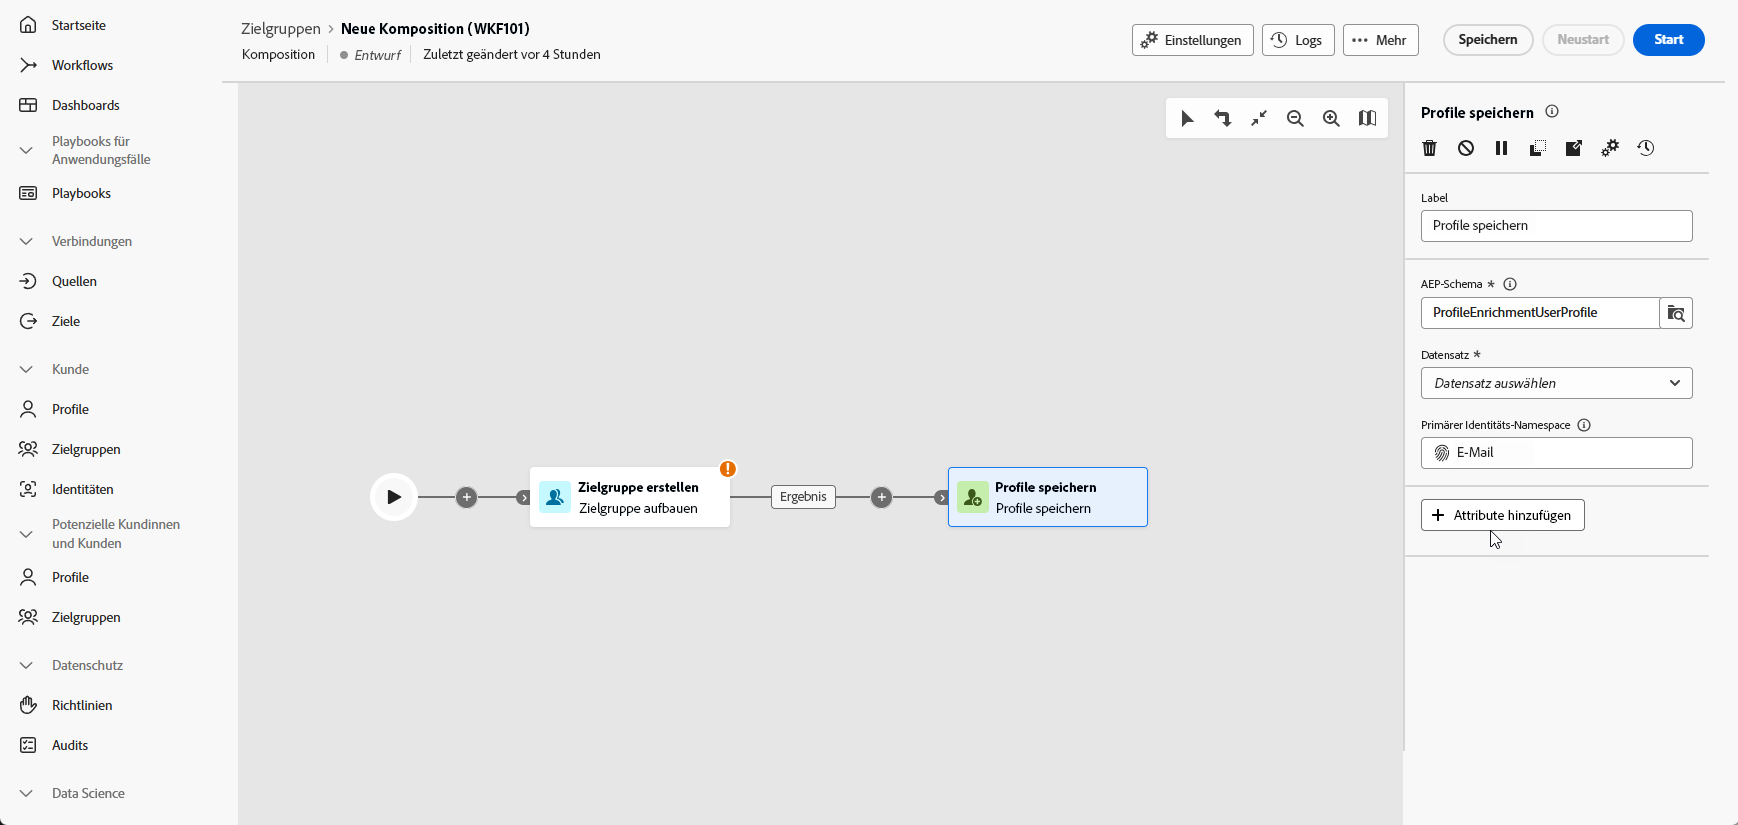 Startseite
Workflows
Dashboards
Playbooks für
Anwendungsfälle
Playbooks
Verbindungen
Quellen
Ziele
Kunde
Profile
Zielgruppen
Identitäten
Potenzielle Kundinnen
und Kunden
Profile
Zielgruppen
Datenschutz
Richtlinien
Audits
Data Science
Zielgruppen > Neue Komposition (WKF101)
Komposition Entwurf Zuletzt geändert vor 4 Stunden
Einstellungen Logs Mehr Speichern Neustart Start
Zielgruppe erstellen
Zielgruppe aufbauen
Ergebnis
Profile speichern
Profile speichern
Profile speichern
Label
Profile speichern
AEP-Schema *
ProfileEnrichmentUserProfile
Datensatz *
Datensatz auswählen
Primärer Identitäts-Namespace
E-Mail
+ Attribute hinzufügen